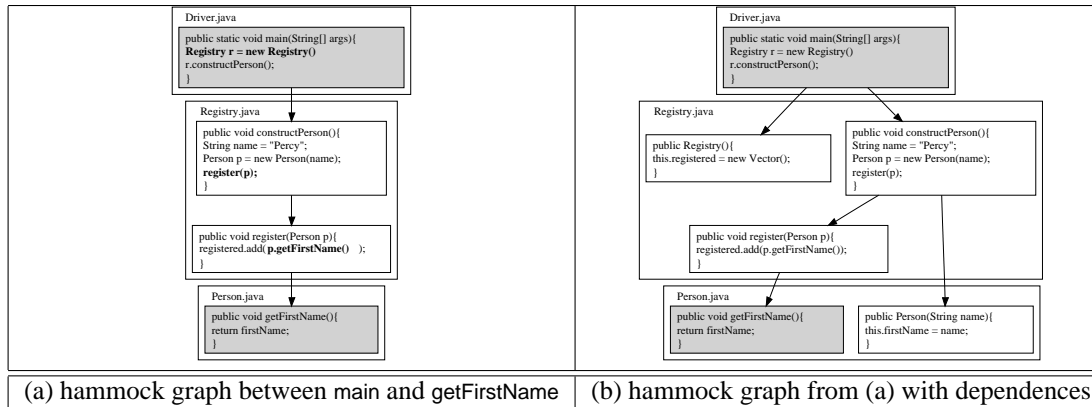 Driver.java
public static void main(String[] args){
Registry r = new Registry()
r.constructPerson();
}
Registry.java
public void constructPerson(){
String name = "Percy";
Person p = new Person(name);
register(p);
}
public void register(Person p){
registered.add( p.getFirstName() );
}
Person.java
public void getFirstName(){
return firstName;
}
(a) hammock graph between main and getFirstName
Driver.java
public static void main(String[] args){
Registry r = new Registry()
r.constructPerson();
}
Registry.java
public Registry(){
this.registered = new Vector();
}
public void constructPerson(){
String name = "Percy";
Person p = new Person(name);
register(p);
}
public void register(Person p){
registered.add(p.getFirstName());
}
Person.java
public void getFirstName(){
return firstName;
}
public Person(String name){
this.firstName = name;
}
(b) hammock graph from (a) with dependences